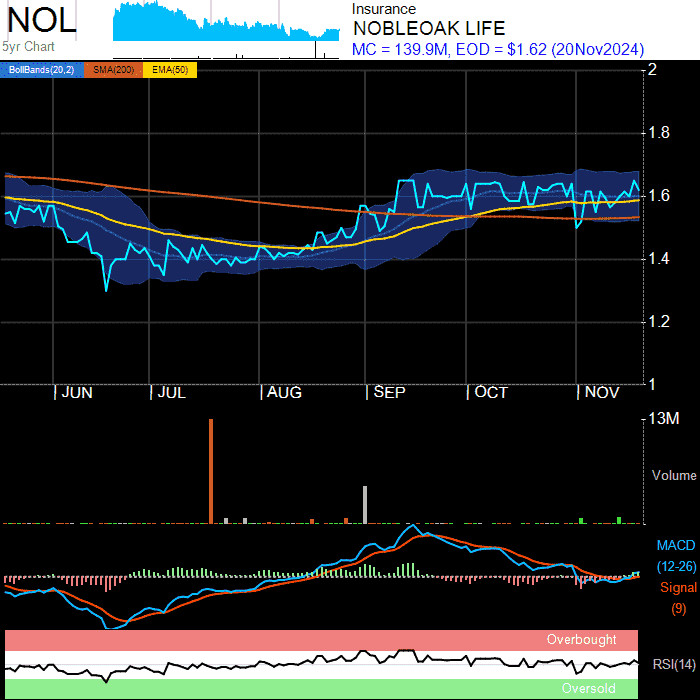 NOL
5yr Chart
Insurance
NOBLEOAK LIFE
MC = 139.9M, EOD = $1.62 (20Nov2024)
BollBands(20,2) SMA(200) EMA(50)
2
1.8
1.6
1.4
1.2
1
JUN JUL AUG SEP OCT NOV
13M
Volume
MACD
(12-26)
Signal
(9)
Overbought
RSI(14)
Oversold